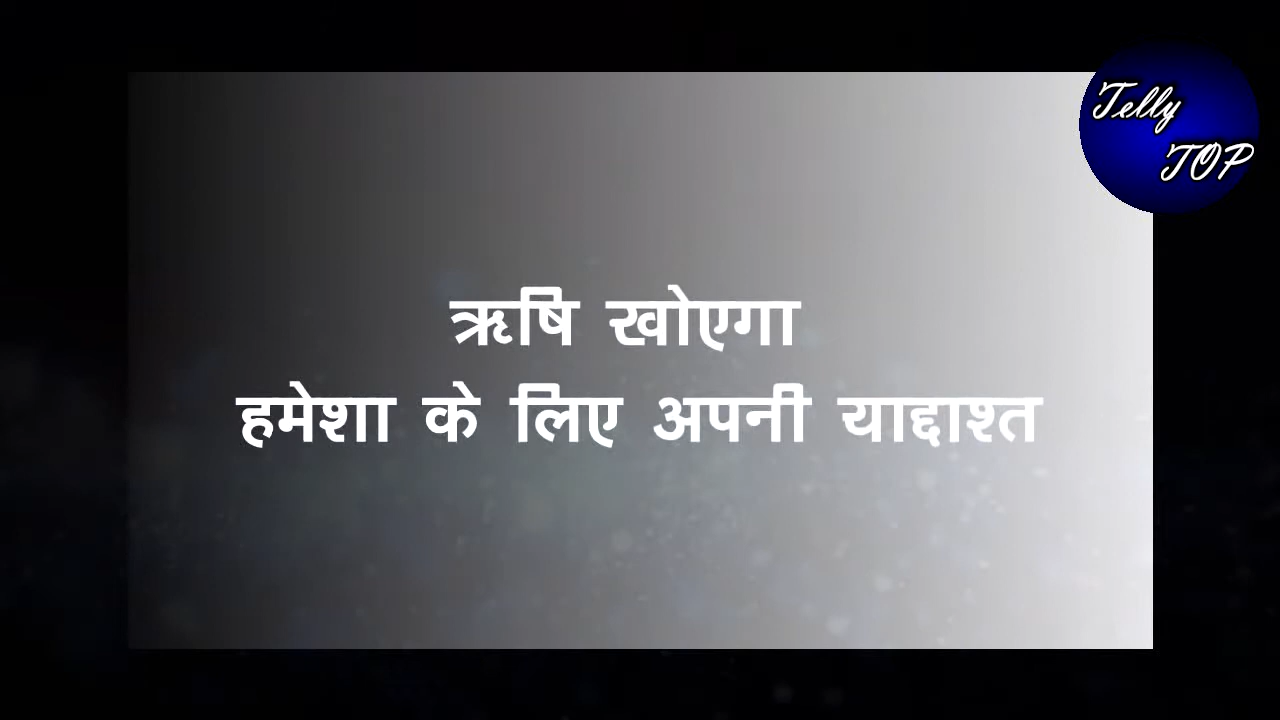 Telly
TOP
ऋषि खोएगा
हमेशा के लिए अपनी याद्दाश्त